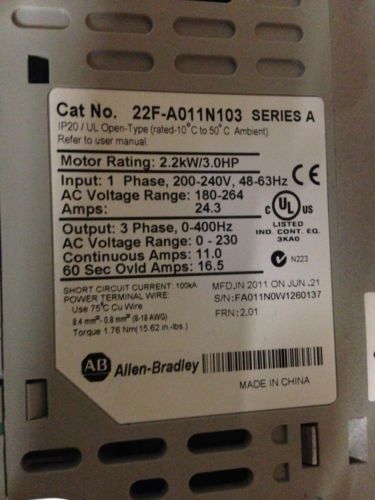 Cat No. 22F-A011N103 SERIES A
IP20 / UL Open-Type (rated-10°C to 50°C Ambient).
Refer to user manual.
Motor Rating: 2.2kW/3.0HP
Input: 1 Phase, 200-240V, 48-63Hz
AC Voltage Range: 180-264
Amps: 24.3
CE
Output: 3 Phase, 0-400Hz
AC Voltage Range: 0 - 230
Continuous Amps: 11.0
60 Sec Ovld Amps: 16.5
C UL US
LISTED
IND. CONT. EQ.
3KA0
N223
SHORT CIRCUIT CURRENT: 100kA
POWER TERMINAL WIRE:
Use 75°C Cu Wire
8.4 mm²- 0.8 mm² (8-18 AWG)
Torque 1.76 Nm(15.62 in.-lbs.)
MFDJN 2011 ON JUN .21
S/N: FA011N0W1260137
FRN: 2.01
AB Allen-Bradley
MADE IN CHINA